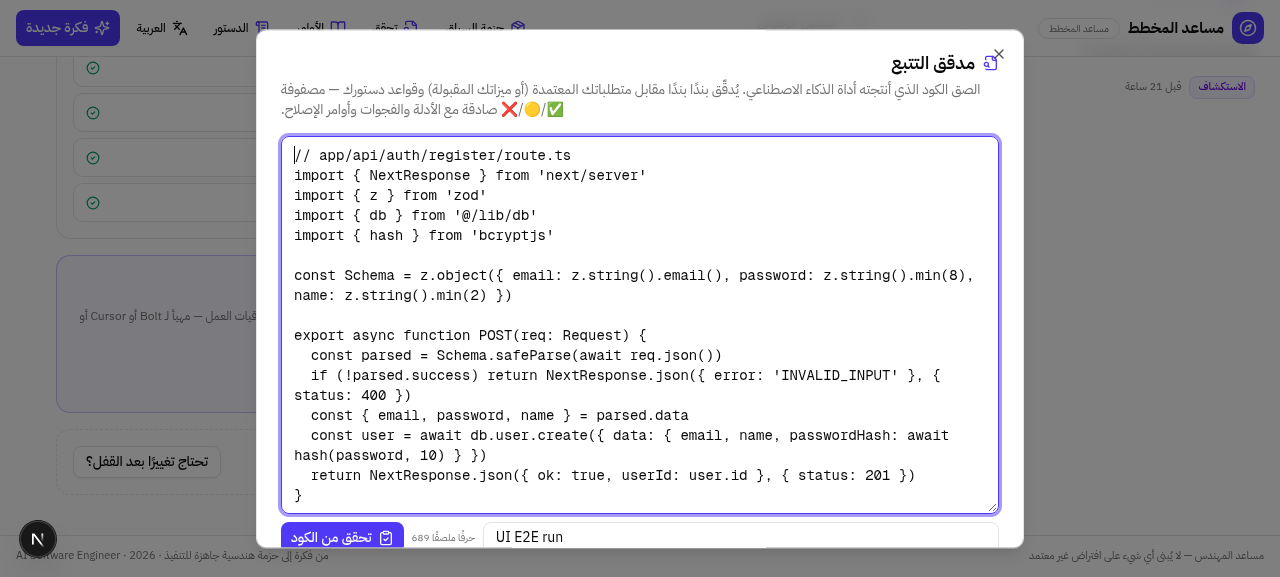 مساعد المخطط
مساعد المخطط
العربية
فكرة جديدة
الاستكشاف
قبل 21 ساعة
مدقق التتبع
الصق الكود الذي أنتجته أداة الذكاء الاصطناعي. يُدقَّق بندًا بندًا مقابل متطلباتك المعتمدة (أو ميزاتك المقبولة) وقواعد دستورك — مصفوفة
✅/🟡/❌ صادقة مع الأدلة والفجوات وأوامر الإصلاح.
// app/api/auth/register/route.ts
import { NextResponse } from 'next/server'
import { z } from 'zod'
import { db } from '@/lib/db'
import { hash } from 'bcryptjs'
const Schema = z.object({ email: z.string().email(), password: z.string().min(8),
name: z.string().min(2) })
export async function POST(req: Request) {
const parsed = Schema.safeParse(await req.json())
if (!parsed.success) return NextResponse.json({ error: 'INVALID_INPUT' }, {
status: 400 })
const { email, password, name } = parsed.data
const user = await db.user.create({ data: { email, name, passwordHash: await
hash(password, 10) } })
return NextResponse.json({ ok: true, userId: user.id }, { status: 201 })
}
UI E2E run
689 حرفًا ملصقًا
تحقق من الكود
قيات العمل — مهيأ لـ Bolt أو Cursor أو
تحتاج تغييرًا بعد القفل؟
مساعد المهندس — لا يُبنى أي شيء على افتراض غير معتمد
من فكرة إلى حزمة هندسية جاهزة للتنفيذ · 2026 ·
N